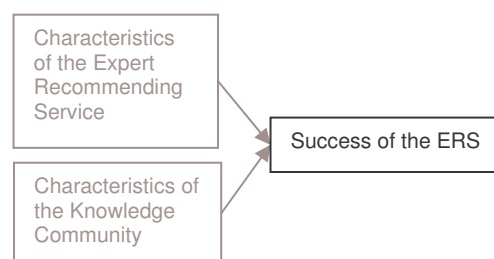 Characteristics
of the Expert
Recommending
Service
Success of the ERS
Characteristics of
the Knowledge
Community